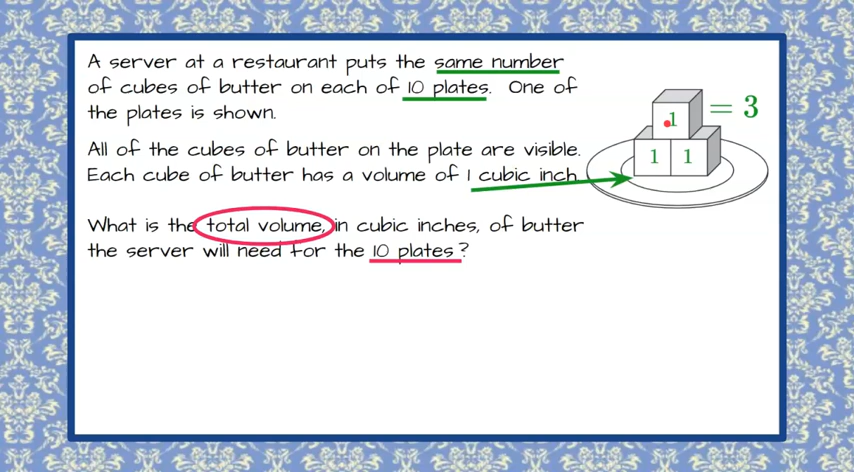 A server at a restaurant puts the same number
of cubes of butter on each of 10 plates. One of
the plates is shown.
All of the cubes of butter on the plate are visible.
Each cube of butter has a volume of 1 cubic inch.
What is the total volume, in cubic inches, of butter
the server will need for the 10 plates?
1 = 3
1 1